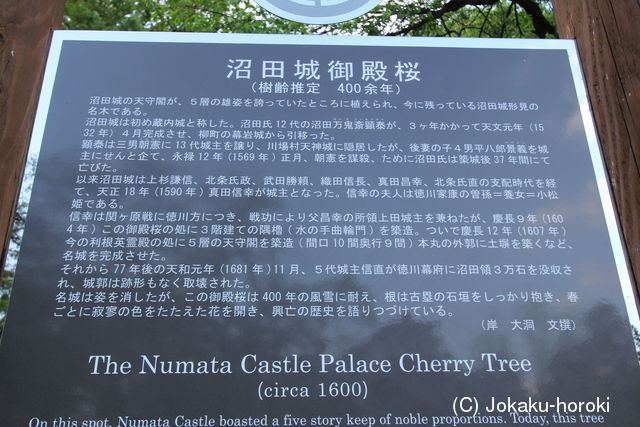 沼田城御殿桜
(樹齢推定 400余年)
沼田城の天守閣が、5層の雄姿を誇っていたところに植えられ、今に残っている沼田城形見の
名木である。
沼田城は初め蔵内城と称した。沼田氏12代の沼田万鬼斎顕泰が、3ヶ年かかって天文元年(15
32年)4月完成させ、柳町の幕岩城から引移った。
顕泰は三男朝憲に13代城主を譲り、川場村天神城に隠居したが、後妻の子4男平八郎景義を城
主にせんと企て、永禄12年(1569年)正月、朝憲を謀殺、ために沼田氏は築城後37年間にて
亡びた。
以来沼田城は上杉謙信、北条氏政、武田勝頼、織田信長、真田昌幸、北条氏直の支配時代を経
て、天正18年(1590年)真田信幸が城主となった。信幸の夫人は徳川家康の曽孫=養女=小松
姫である。
信幸は関ヶ原戦に徳川方につき、戦功により父昌幸の所領上田城主を兼ねたが、慶長9年(160
4年)この御殿桜の処に3階建ての隅櫓(水の手曲輪門)を築造。ついで慶長12年(1607年)
今の利根英霊殿の処に5層の天守閣を築造(間口10間奥行9間)本丸の外郭に土塀を築くなど、
名城を完成させた。
それから77年後の天和元年(1681年)11月、5代城主信直が徳川幕府に沼田領3万石を没収さ
れ、城郭は跡形もなく取壊された。
名城は姿を消したが、この御殿桜は400年の風雪に耐え、根は古塁の石垣をしっかり抱き、春
ごとに寂寥の色をたたえた花を開き、興亡の歴史を語りつづけている。
(岸 大洞 文撰)
The Numata Castle Palace Cherry Tree
(circa 1600)
On this spot, Numata Castle boasted a five story keep of noble proportions. Today, this tree
(C) Jokaku-horoki